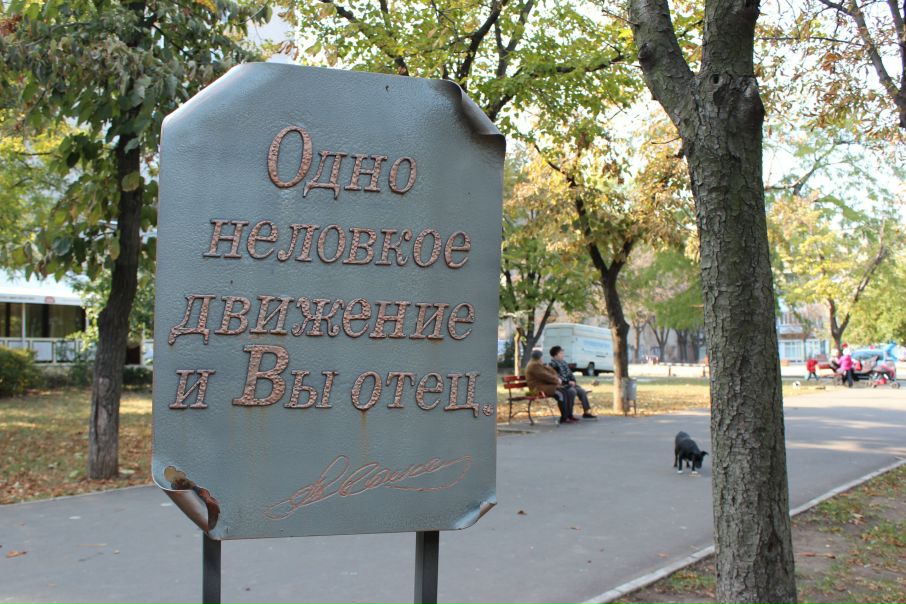 Одно
неловкое
движение
и Вы отец.